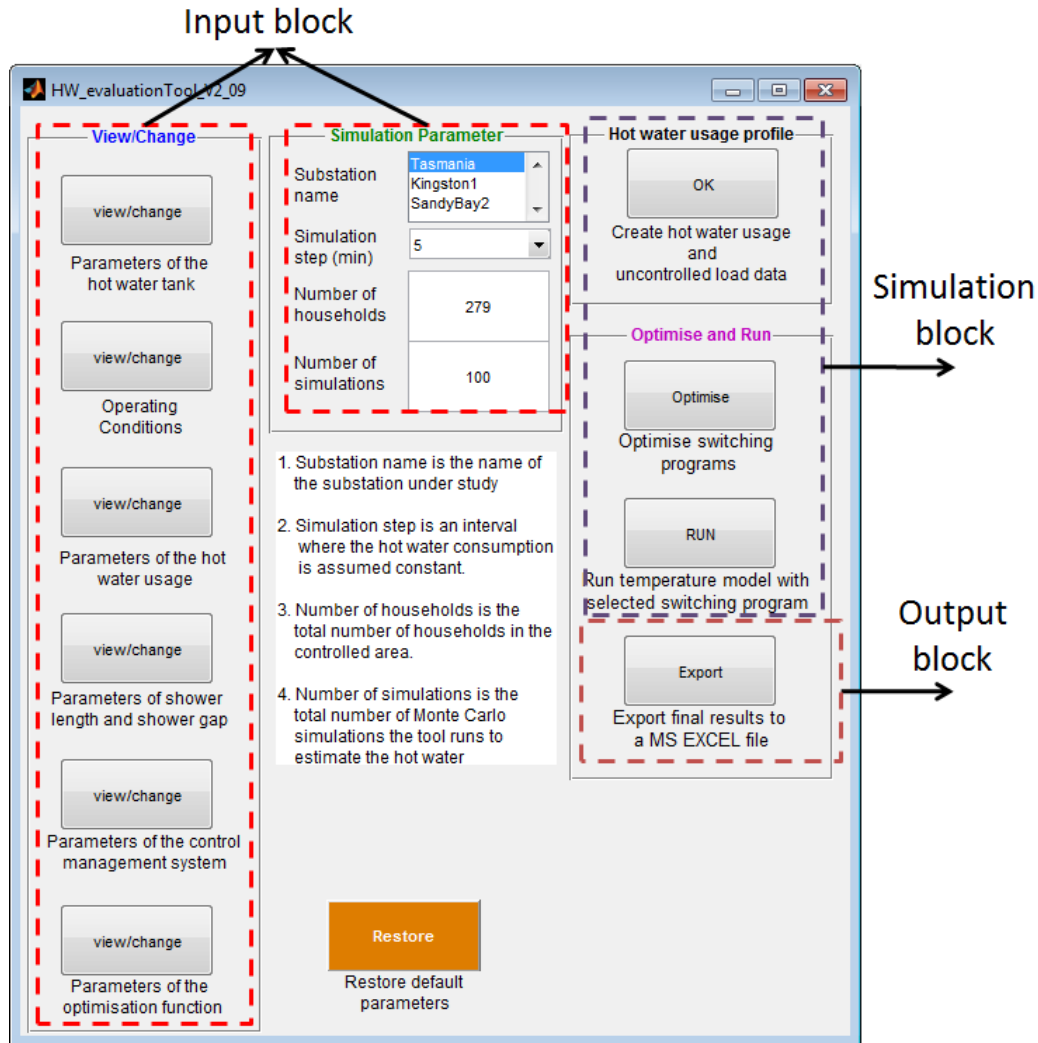 Input block
HW_evaluationTool_V2_09
View/Change
view/change
Parameters of the
hot water tank
view/change
Operating
Conditions
view/change
Parameters of the hot
water usage
view/change
Parameters of shower
length and shower gap
view/change
Parameters of the control
management system
view/change
Parameters of the
optimisation function
Simulation Parameter
Substation
name
Tasmania
Kingston1
SandyBay2
Simulation
step (min)
5
Number of
households
279
Number of
simulations
100
1. Substation name is the name of
the substation under study
2. Simulation step is an interval
where the hot water consumption
is assumed constant.
3. Number of households is the
total number of households in the
controlled area.
4. Number of simulations is the
total number of Monte Carlo
simulations the tool runs to
estimate the hot water
Restore
Restore default
parameters
Hot water usage profile
OK
Create hot water usage
and
uncontrolled load data
Optimise and Run
Optimise
Optimise switching
programs
RUN
Run temperature model with
selected switching program
Export
Export final results to
a MS EXCEL file
Simulation
block
Output
block